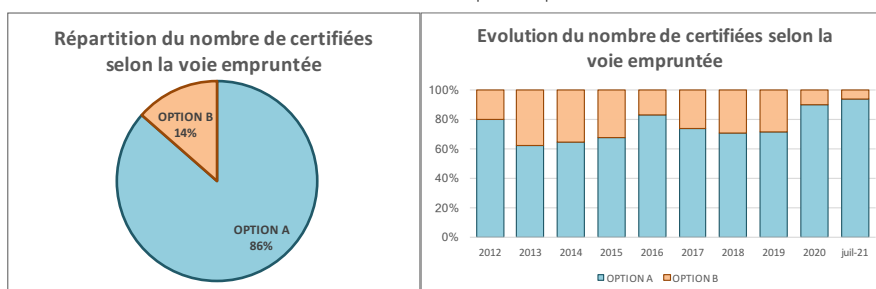 Répartition du nombre de certifiées
selon la voie empruntée
OPTION B
14%
OPTION A
86%
Evolution du nombre de certifiées selon la
voie empruntée
100%
80%
60%
40%
20%
0%
2012 2013 2014 2015 2016 2017 2018 2019 2020 juil-21
OPTION A OPTION B